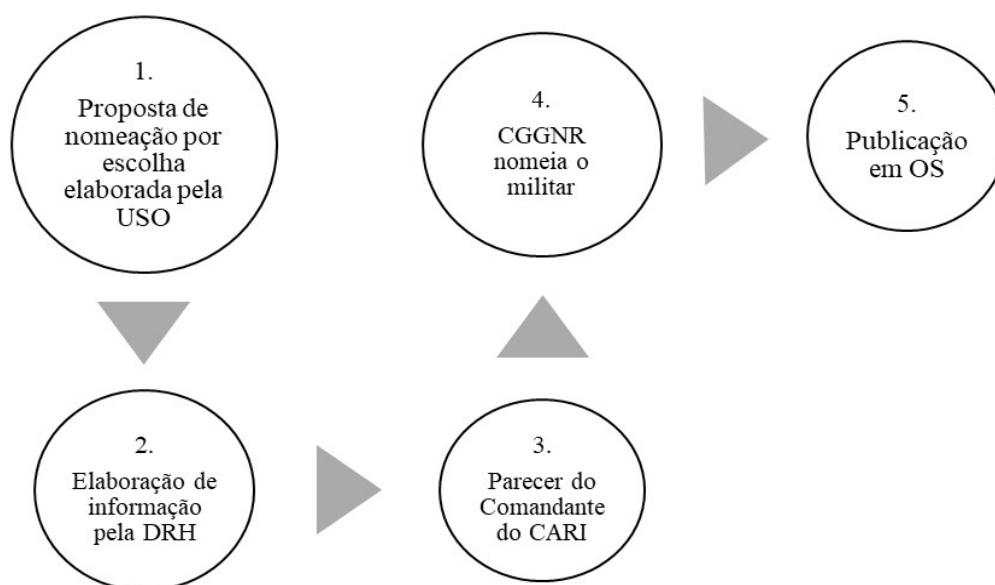 1.
Proposta de
nomeação por
escolha
elaborada pela
USO
2.
Elaboração de
informação
pela DRH
3.
Parecer do
Comandante
do CARI
4.
CGGNR
nomeia o
militar
5.
Publicação
em OS